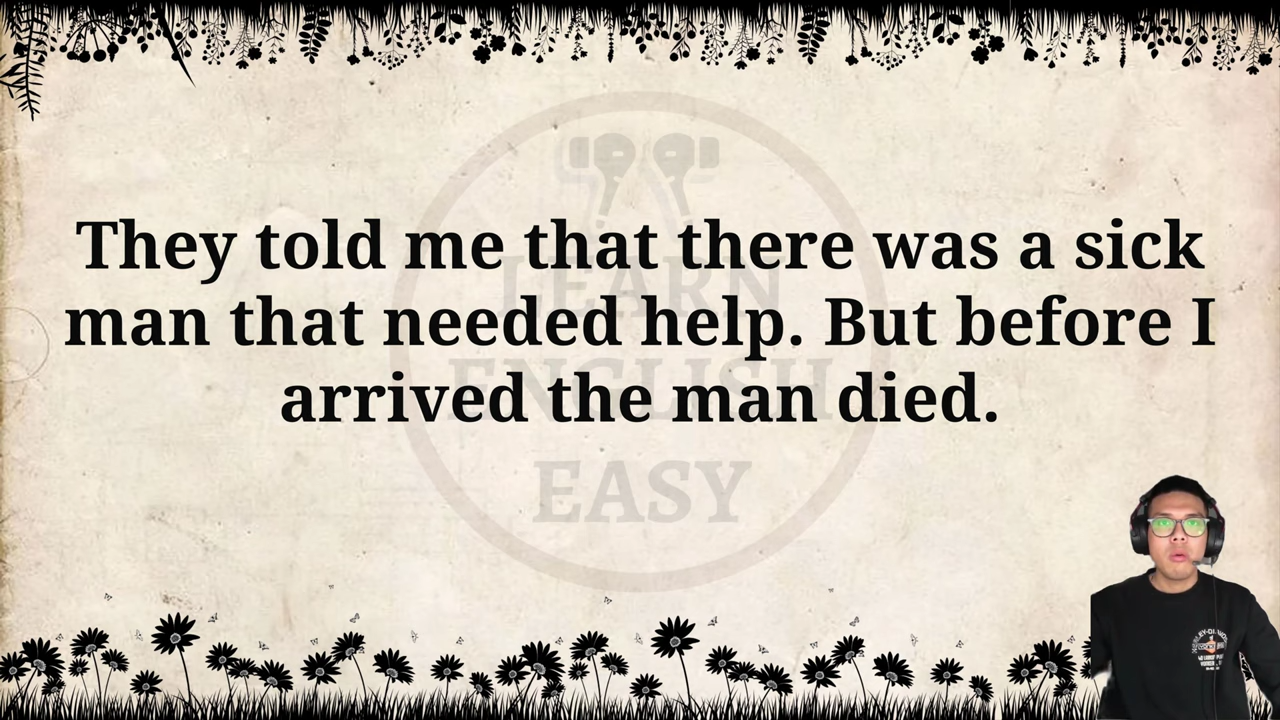 They told me that there was a sick
man that needed help. But before I
arrived the man died.
LEARN
ENGLISH
EASY